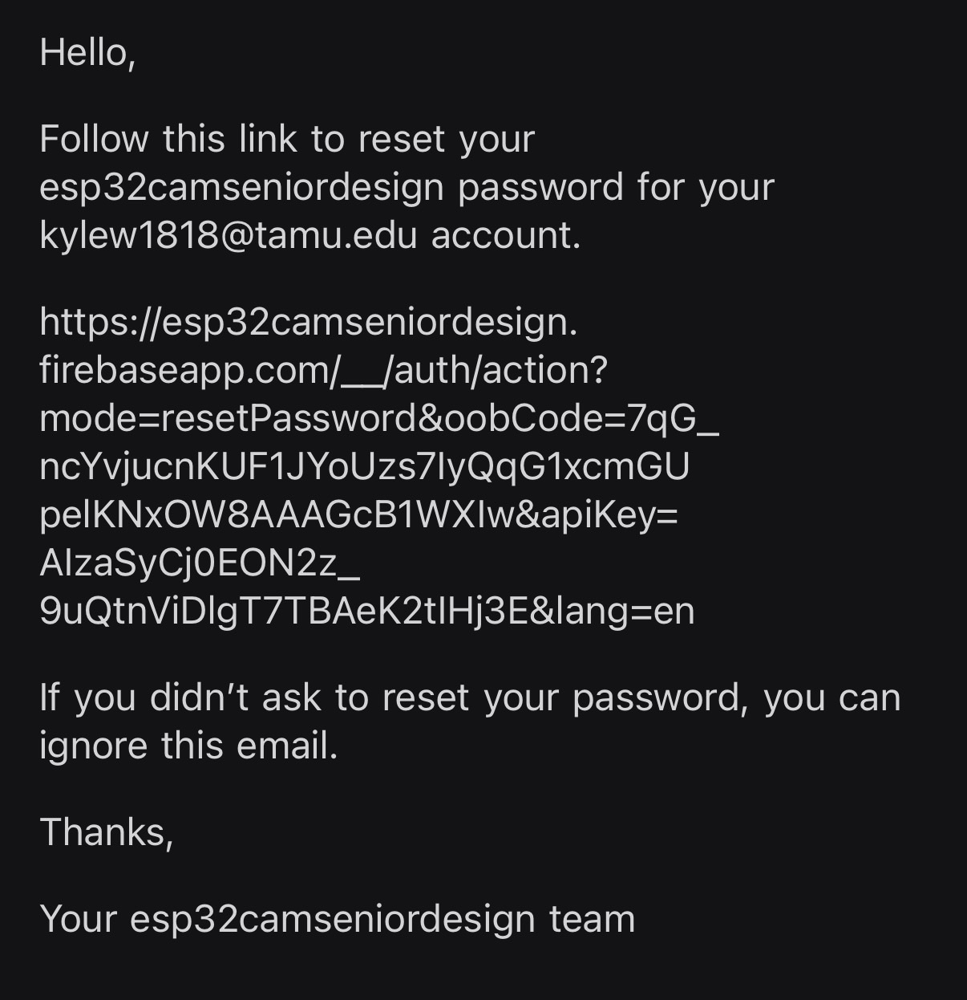 Hello,
Follow this link to reset your
esp32camseniordesign password for your
kylew1818@tamu.edu account.
https://esp32camseniordesign.
firebaseapp.com/__/auth/action?
mode=resetPassword&oobCode=7qG_
ncYvjucnKUF1JYoUzs7IyQqG1xcmGU
pelKNxOW8AAAGcB1WXIw&apiKey=
AIzaSyCj0EON2z_
9uQtnViDlgT7TBAeK2tIHj3E&lang=en
If you didn’t ask to reset your password, you can
ignore this email.
Thanks,
Your esp32camseniordesign team